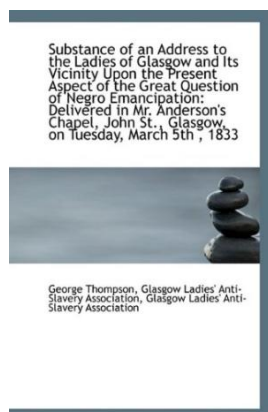 Substance of an Address to
the Ladies of Glasgow and Its
Vicinity Upon the Present
Aspect of the Great Question
of Negro Emancipation:
Delivered in Mr. Anderson's
Chapel, John St., Glasgow,
on Tuesday, March 5th , 1833
George Thompson, Glasgow Ladies' Anti-
Slavery Association, Glasgow Ladies' Anti-
Slavery Association